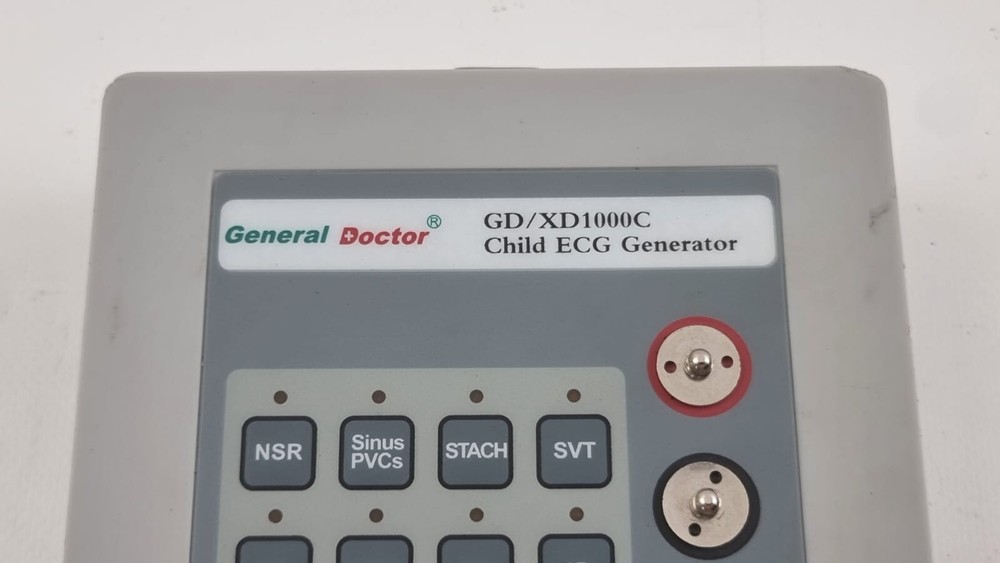 General Doctor®
GD/XD1000C
Child ECG Generator
NSR
Sinus
PVCs
STACH
SVT